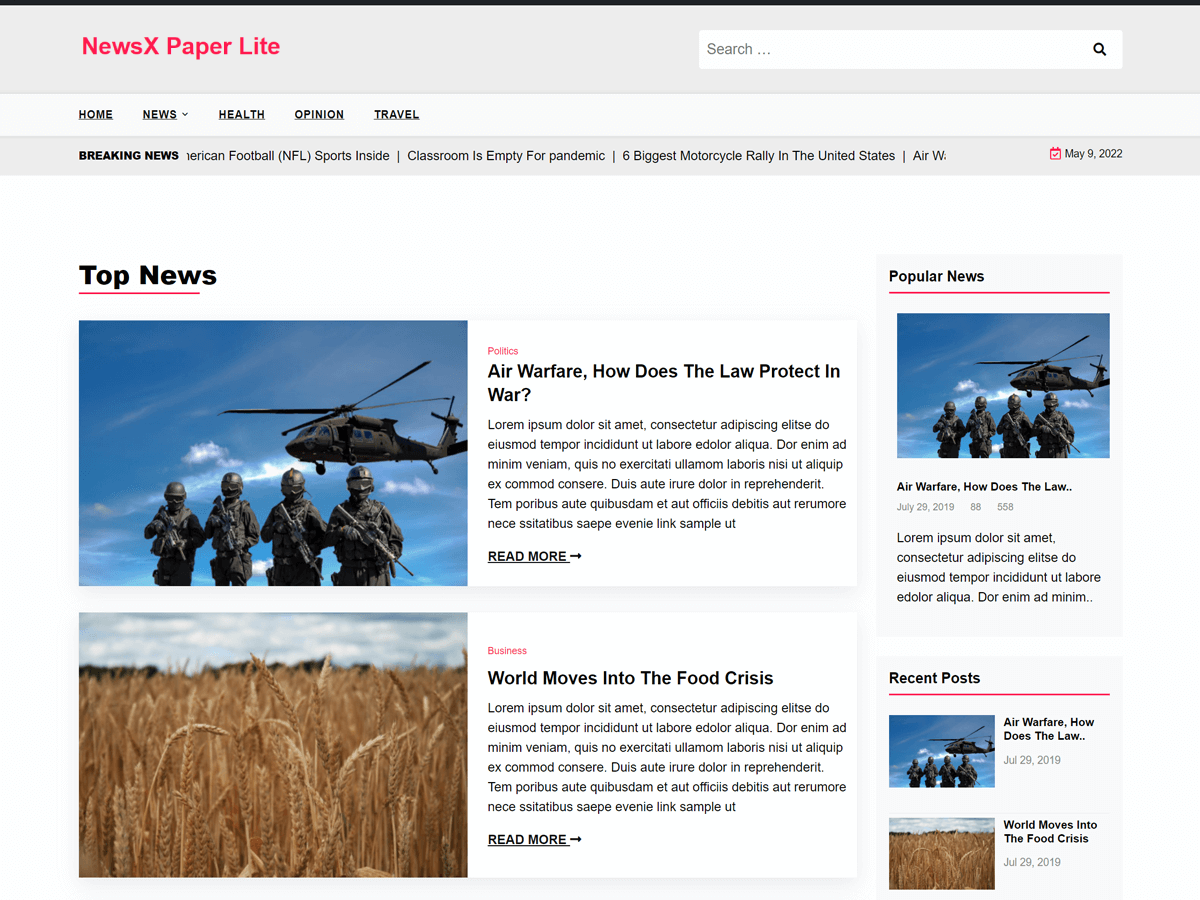 NewsX Paper Lite
Search …
HOME
NEWS
HEALTH
OPINION
TRAVEL
BREAKING NEWS
American Football (NFL) Sports Inside | Classroom Is Empty For pandemic | 6 Biggest Motorcycle Rally In The United States | Air
May 9, 2022
Top News
Politics
Air Warfare, How Does The Law Protect In
War?
Lorem ipsum dolor sit amet, consectetur adipiscing elitse do
eiusmod tempor incididunt ut labore edolor aliqua. Dor enim ad
minim veniam, quis no exercitati ullamom laboris nisi ut aliquip
ex commod consere. Duis aute irure dolor in reprehenderit.
Tem poribus aute quibusdam et aut officiis debitis aut rerumore
nece ssitatibus saepe evenie link sample ut
READ MORE
Business
World Moves Into The Food Crisis
Lorem ipsum dolor sit amet, consectetur adipiscing elitse do
eiusmod tempor incididunt ut labore edolor aliqua. Dor enim ad
minim veniam, quis no exercitati ullamom laboris nisi ut aliquip
ex commod consere. Duis aute irure dolor in reprehenderit.
Tem poribus aute quibusdam et aut officiis debitis aut rerumore
nece ssitatibus saepe evenie link sample ut
READ MORE
Popular News
Air Warfare, How Does The Law..
July 29, 2019 88 558
Lorem ipsum dolor sit amet,
consectetur adipiscing elitse do
eiusmod tempor incididunt ut labore
edolor aliqua. Dor enim ad minim..
Recent Posts
Air Warfare, How
Does The Law..
Jul 29, 2019
World Moves Into
The Food Crisis
Jul 29, 2019